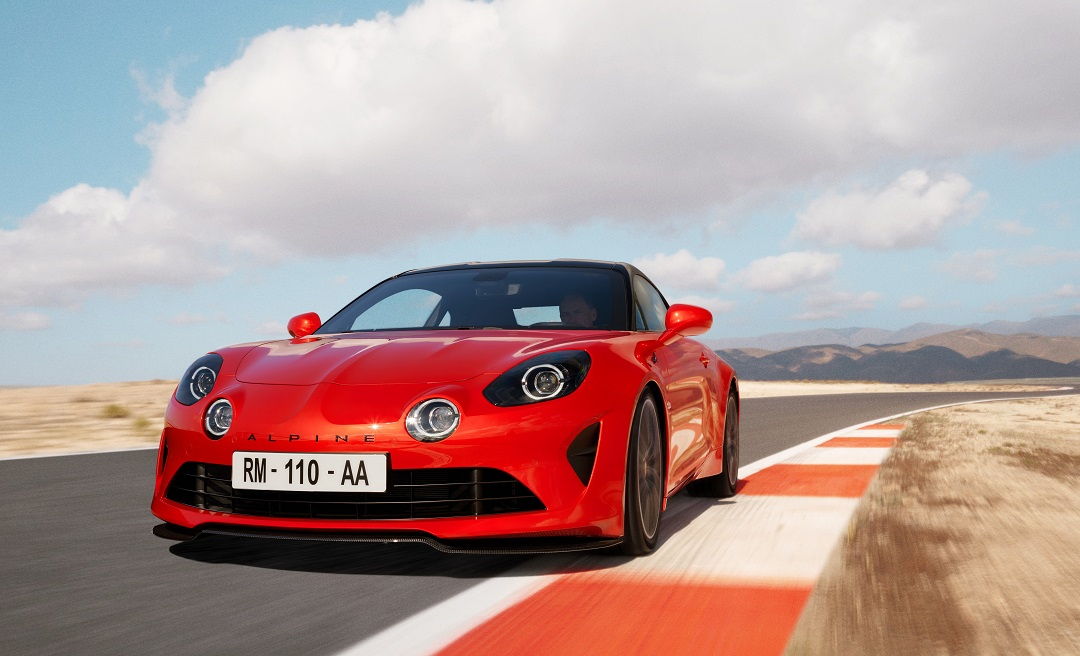 ALPINE
RM - 110 - AA